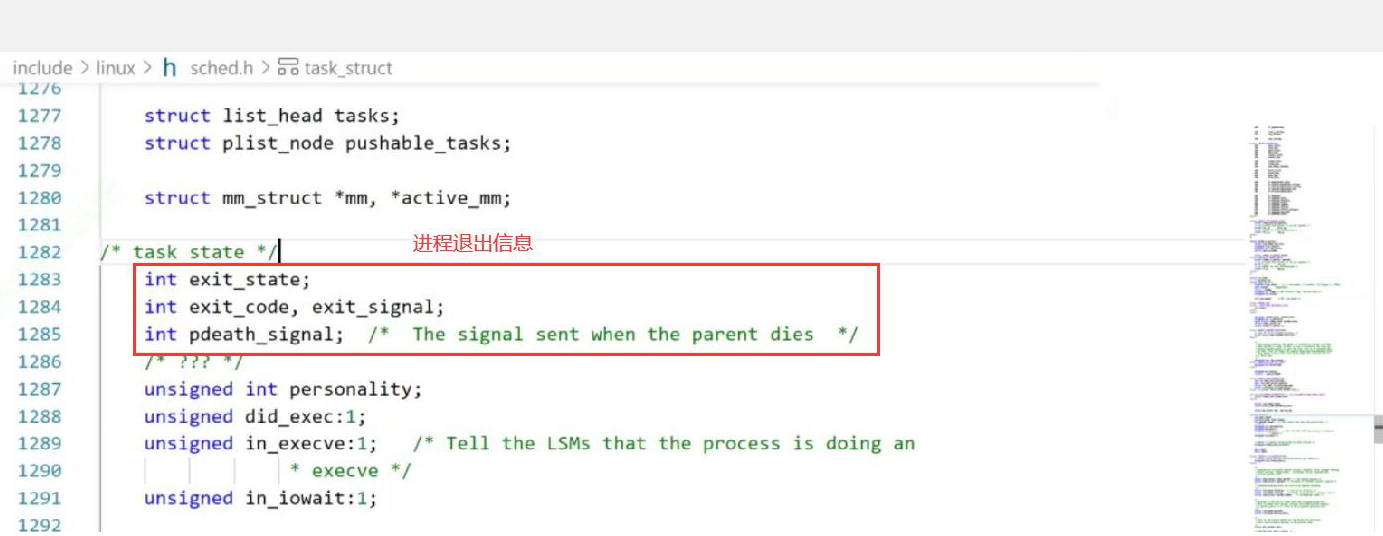 include > linux > h sched.h > task_struct
1276
1277 struct list_head tasks;
1278 struct plist_node pushable_tasks;
1279
1280 struct mm_struct *mm, *active_mm;
1281
进程退出信息
1282 /* task state */
1283 int exit_state;
1284 int exit_code, exit_signal;
1285 int pdeath_signal;  /*  The signal sent when the parent dies  */
1286 /* ??? */
1287 unsigned int personality;
1288 unsigned did_exec:1;
1289 unsigned in_execve:1;   /* Tell the LSMs that the process is doing an
1290 * execve */
1291 unsigned in_iowait:1;
1292